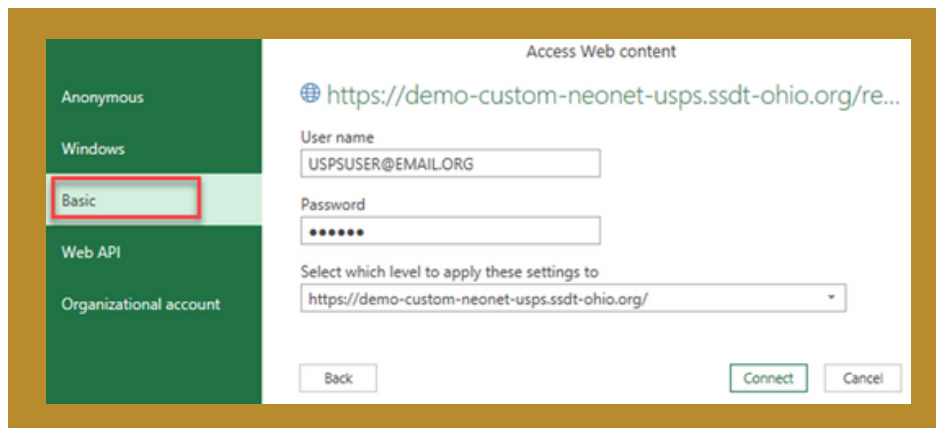 Access Web content
Anonymous
Windows
Basic
Web API
Organizational account
https://demo-custom-neonet-usps.ssdt-ohio.org/re...
User name
USPSUSER@EMAIL.ORG
Password
●●●●●●
Select which level to apply these settings to
https://demo-custom-neonet-usps.ssdt-ohio.org/
Back
Connect
Cancel